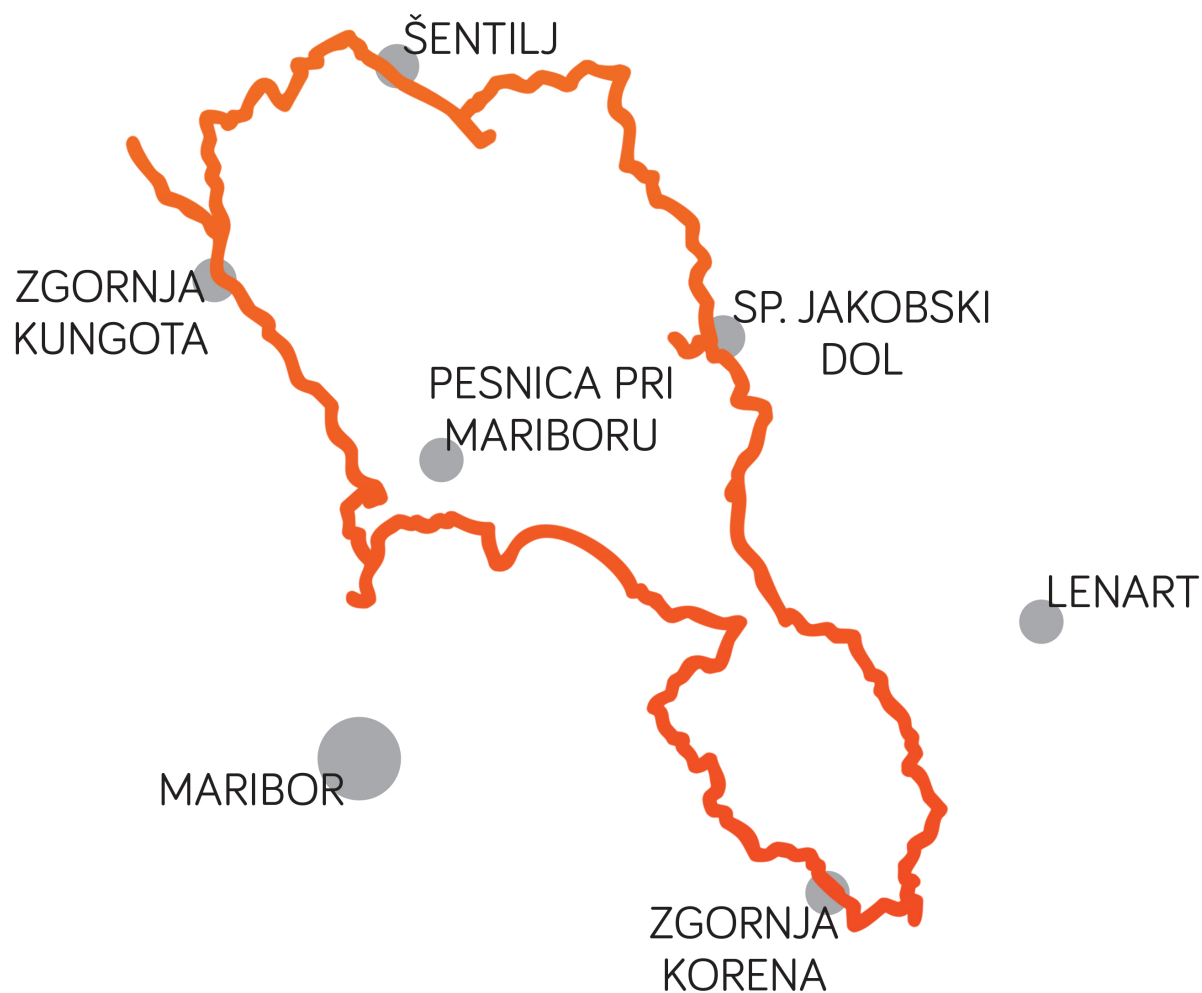 ŠENTILJ
ZGORNJA
KUNGOTA
SP. JAKOBSKI
DOL
PESNICA PRI
MARIBORU
LENART
MARIBOR
ZGORNJA
KORENA